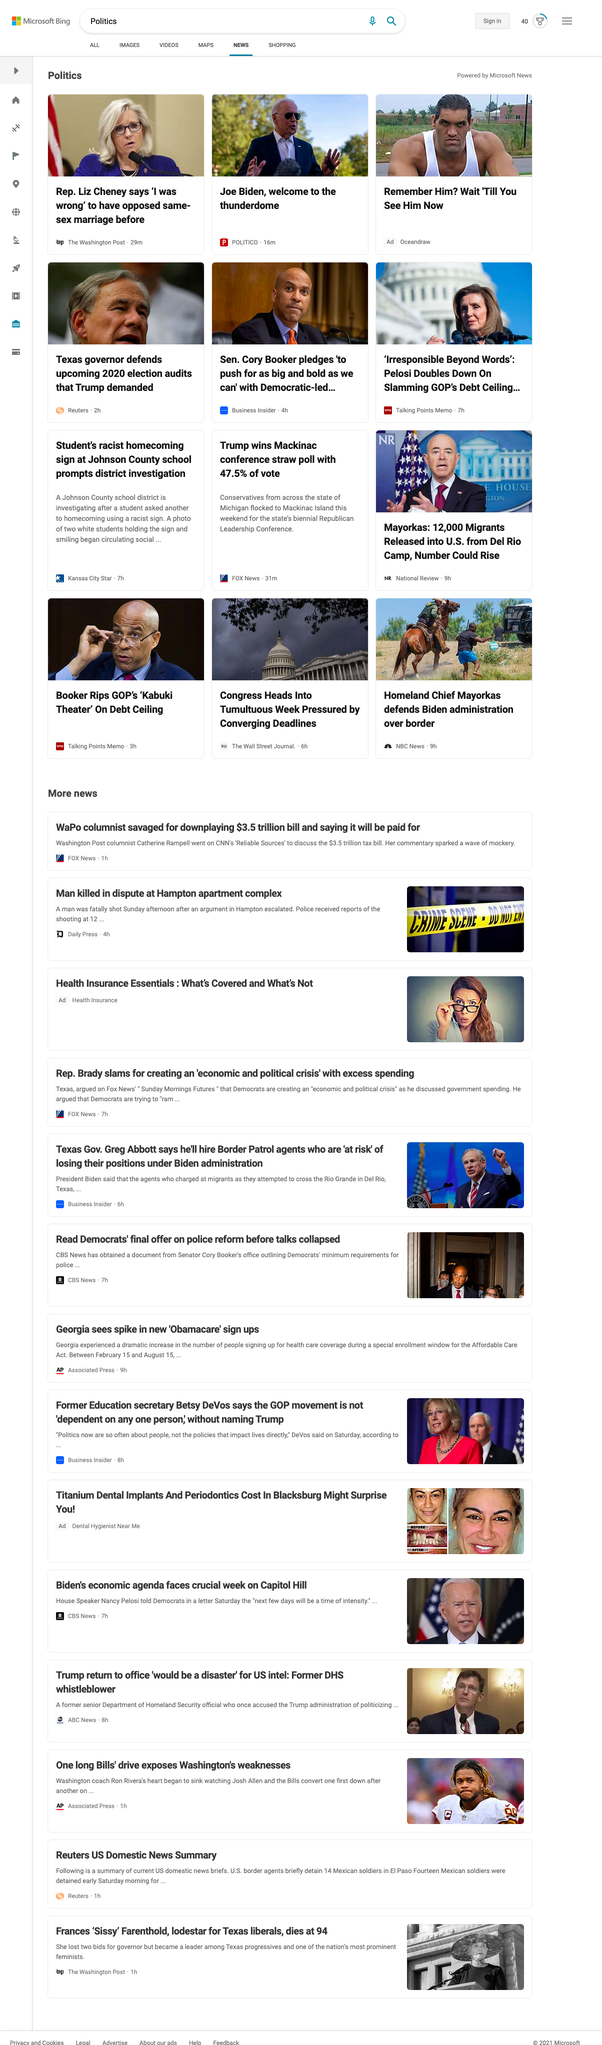 Microsoft Bing
Politics
Sign in
40
ALL
IMAGES
VIDEOS
MAPS
NEWS
SHOPPING
Politics
Powered by Microsoft News
Rep. Liz Cheney says ‘I was
wrong’ to have opposed same-
sex marriage before
wp The Washington Post · 29m
Joe Biden, welcome to the
thunderdome
P POLITICO · 16m
Remember Him? Wait 'Till You
See Him Now
Ad Oceandraw
Texas governor defends
upcoming 2020 election audits
that Trump demanded
Reuters · 2h
Sen. Cory Booker pledges 'to
push for as big and bold as we
can' with Democratic-led...
Business Insider · 4h
‘Irresponsible Beyond Words’:
Pelosi Doubles Down On
Slamming GOP’s Debt Ceiling...
Talking Points Memo · 7h
Student's racist homecoming
sign at Johnson County school
prompts district investigation
A Johnson County school district is
investigating after a student asked another
to homecoming using a racist sign. A photo
of two white students holding the sign and
smiling began circulating social ...
Kansas City Star · 7h
Trump wins Mackinac
conference straw poll with
47.5% of vote
Conservatives from across the state of
Michigan flocked to Mackinac Island this
weekend for the state's biennial Republican
Leadership Conference.
FOX News · 31m
NR
Mayorkas: 12,000 Migrants
Released into U.S. from Del Rio
Camp, Number Could Rise
NR National Review · 9h
Booker Rips GOP’s ‘Kabuki
Theater’ On Debt Ceiling
Talking Points Memo · 3h
Congress Heads Into
Tumultuous Week Pressured by
Converging Deadlines
The Wall Street Journal. · 6h
Homeland Chief Mayorkas
defends Biden administration
over border
NBC News · 9h
More news
WaPo columnist savaged for downplaying $3.5 trillion bill and saying it will be paid for
Washington Post columnist Catherine Rampell went on CNN's 'Reliable Sources' to discuss the $3.5 trillion tax bill. Her commentary sparked a wave of mockery.
FOX News · 1h
Man killed in dispute at Hampton apartment complex
A man was fatally shot Sunday afternoon after an argument in Hampton escalated. Police received reports of the
shooting at 12 ...
Daily Press · 4h
CRIME SCENE - DO NOT EN
Health Insurance Essentials : What's Covered and What's Not
Ad Health Insurance
Rep. Brady slams for creating an 'economic and political crisis' with excess spending
Texas, argued on Fox News' " Sunday Mornings Futures " that Democrats are creating an "economic and political crisis" as he discussed government spending. He
argued that Democrats are trying to "ram ...
FOX News · 7h
Texas Gov. Greg Abbott says he'll hire Border Patrol agents who are 'at risk' of
losing their positions under Biden administration
President Biden said that the agents who charged at migrants as they attempted to cross the Rio Grande in Del Rio,
Texas, ...
Business Insider · 6h
Read Democrats' final offer on police reform before talks collapsed
CBS News has obtained a document from Senator Cory Booker's office outlining Democrats' minimum requirements for
police ...
CBS News · 7h
Georgia sees spike in new 'Obamacare' sign ups
Georgia experienced a dramatic increase in the number of people signing up for health care coverage during a special enrollment window for the Affordable Care
Act. Between February 15 and August 15, ...
AP Associated Press · 9h
Former Education secretary Betsy DeVos says the GOP movement is not
'dependent on any one person,' without naming Trump
"Politics now are so often about people, not the policies that impact lives directly," DeVos said on Saturday, according to
...
Business Insider · 8h
Titanium Dental Implants And Periodontics Cost In Blacksburg Might Surprise
You!
Ad Dental Hygienist Near Me
BEFORE
AFTER
Biden's economic agenda faces crucial week on Capitol Hill
House Speaker Nancy Pelosi told Democrats in a letter Saturday the "next few days will be a time of intensity." ...
CBS News · 7h
Trump return to office 'would be a disaster' for US intel: Former DHS
whistleblower
A former senior Department of Homeland Security official who once accused the Trump administration of politicizing ...
ABC News · 8h
One long Bills' drive exposes Washington's weaknesses
Washington coach Ron Rivera's heart began to sink watching Josh Allen and the Bills convert one first down after
another on ...
AP Associated Press · 1h
Reuters US Domestic News Summary
Following is a summary of current US domestic news briefs. U.S. border agents briefly detain 14 Mexican soldiers in El Paso Fourteen Mexican soldiers were
detained early Saturday morning for ...
Reuters · 1h
Frances ‘Sissy’ Farenthold, lodestar for Texas liberals, dies at 94
She lost two bids for governor but became a leader among Texas progressives and one of the nation's most prominent
feminists.
wp The Washington Post · 1h
Privacy and Cookies
Legal
Advertise
About our ads
Help
Feedback
© 2021 Microsoft